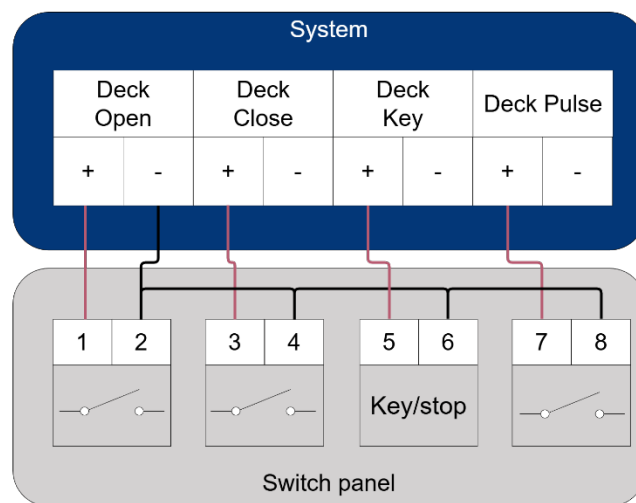 System
Deck
Open
Deck
Close
Deck
Key
Deck Pulse
+ - + - + - + -
1 2 3 4 5 6 7 8
Key/stop
Switch panel